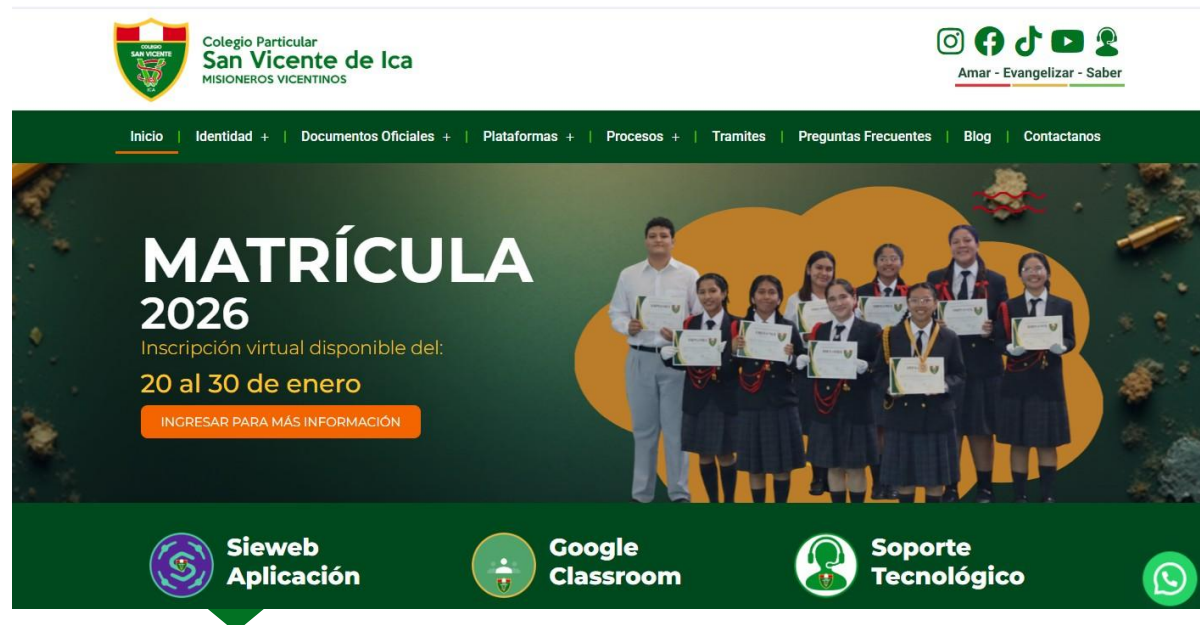 COLEGIO
SAN VICENTE
ICA
Colegio Particular
San Vicente de Ica
MISIONEROS VICENTINOS
Amar - Evangelizar - Saber
Inicio | Identidad + | Documentos Oficiales + | Plataformas + | Procesos + | Tramites | Preguntas Frecuentes | Blog | Contactanos
MATRÍCULA
2026
Inscripción virtual disponible del:
20 al 30 de enero
INGRESAR PARA MÁS INFORMACIÓN
Sieweb
Aplicación
Google
Classroom
Soporte
Tecnológico